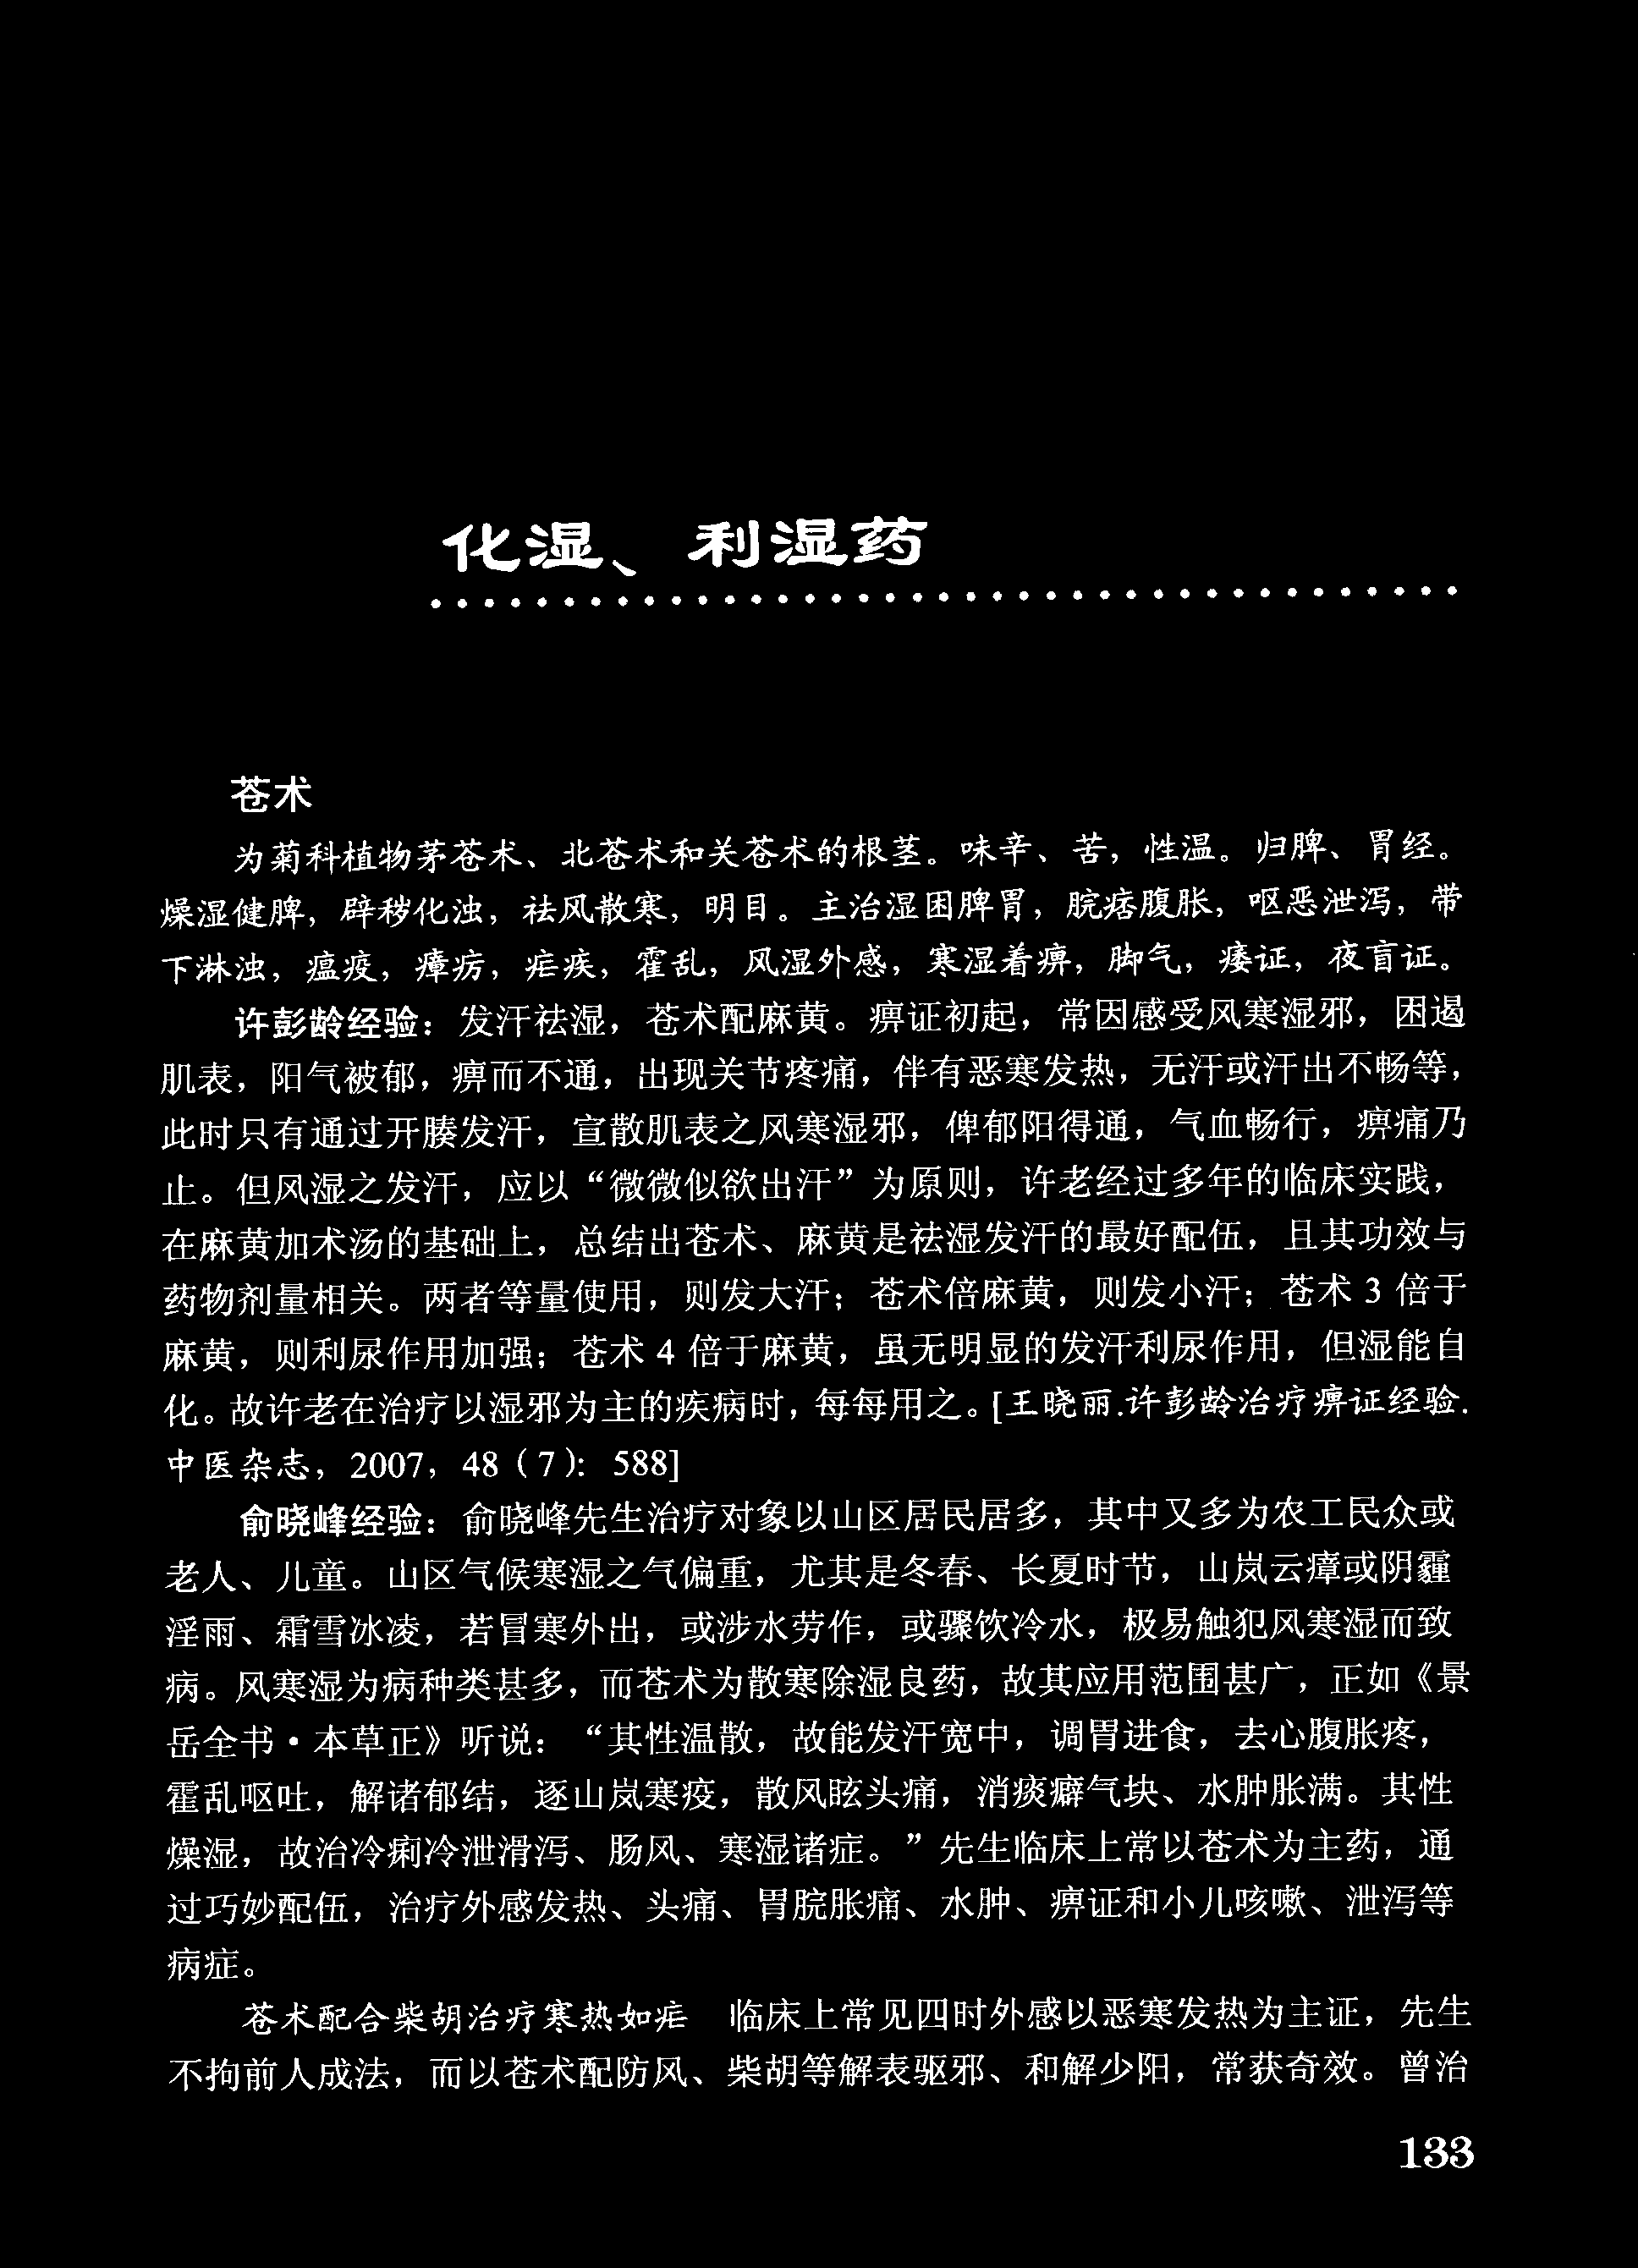 化湿、利湿药
苍术
为菊科植物茅苍术、北苍术和关苍术的根茎。味辛、苦，性温。归脾、胃经。
燥湿健脾，辟秽化浊，祛风散寒，明目。主治湿困脾胃，脘痞腹胀，呕恶泄泻，带
下淋浊，瘟疫，瘴疠，疟疾，霍乱，风湿外感，寒湿着痹，脚气，痿证，夜盲证。
许彭龄经验：发汗祛湿，苍术配麻黄。痹证初起，常因感受风寒湿邪，困遏
肌表，阳气被郁，痹而不通，出现关节疼痛，伴有恶寒发热，无汗或汗出不畅等，
此时只有通过开腠发汗，宣散肌表之风寒湿邪，俾郁阳得通，气血畅行，痹痛乃
止。但风湿之发汗，应以“微微似欲出汗”为原则，许老经过多年的临床实践，
在麻黄加术汤的基础上，总结出苍术、麻黄是祛湿发汗的最好配伍，且其功效与
药物剂量相关。两者等量使用，则发大汗；苍术倍麻黄，则发小汗；苍术 3 倍于
麻黄，则利尿作用加强；苍术 4 倍于麻黄，虽无明显的发汗利尿作用，但湿能自
化。故许老在治疗以湿邪为主的疾病时，每每用之。[王晓丽.许彭龄治疗痹证经验.
中医杂志，2007，48（7）：588]
俞晓峰经验：俞晓峰先生治疗对象以山区居民居多，其中又多为农工民众或
老人、儿童。山区气候寒湿之气偏重，尤其是冬春、长夏时节，山岚云瘴或阴霾
淫雨、霜雪冰凌，若冒寒外出，或涉水劳作，或骤饮冷水，极易触犯风寒湿而致
病。风寒湿为病种类甚多，而苍术为散寒除湿良药，故其应用范围甚广，正如《景
岳全书·本草正》听说：“其性温散，故能发汗宽中，调胃进食，去心腹胀疼，
霍乱呕吐，解诸郁结，逐山岚寒疫，散风眩头痛，消痰癖气块、水肿胀满。其性
燥湿，故治冷痢冷泄滑泻、肠风、寒湿诸症。”先生临床上常以苍术为主药，通
过巧妙配伍，治疗外感发热、头痛、胃脘胀痛、水肿、痹证和小儿咳嗽、泄泻等
病症。
苍术配合柴胡治疗寒热如疟　临床上常见四时外感以恶寒发热为主证，先生
不拘前人成法，而以苍术配防风、柴胡等解表驱邪、和解少阳，常获奇效。曾治
133